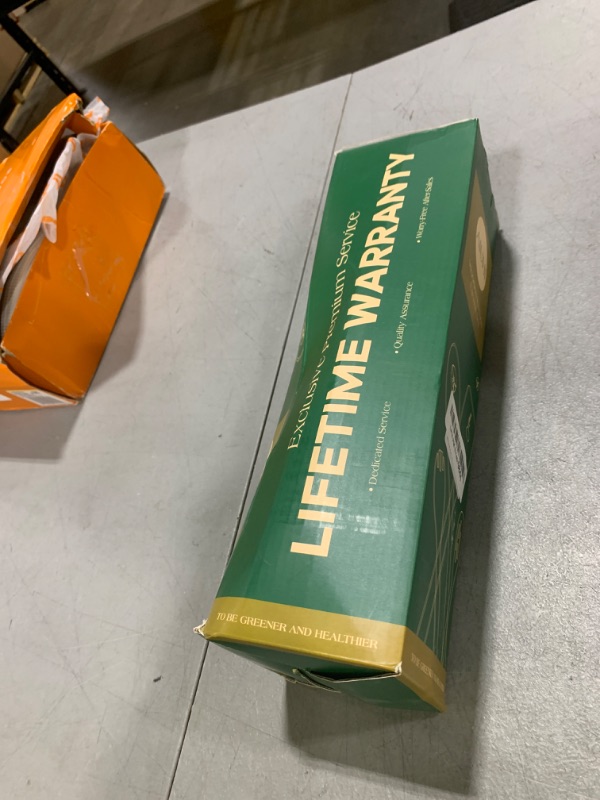 Exclusive Premium Service
LIFETIME WARRANTY
• Dedicated Service
• Quality Assurance
• Worry-Free After-Sales
TO BE GREENER AND HEALTHIER